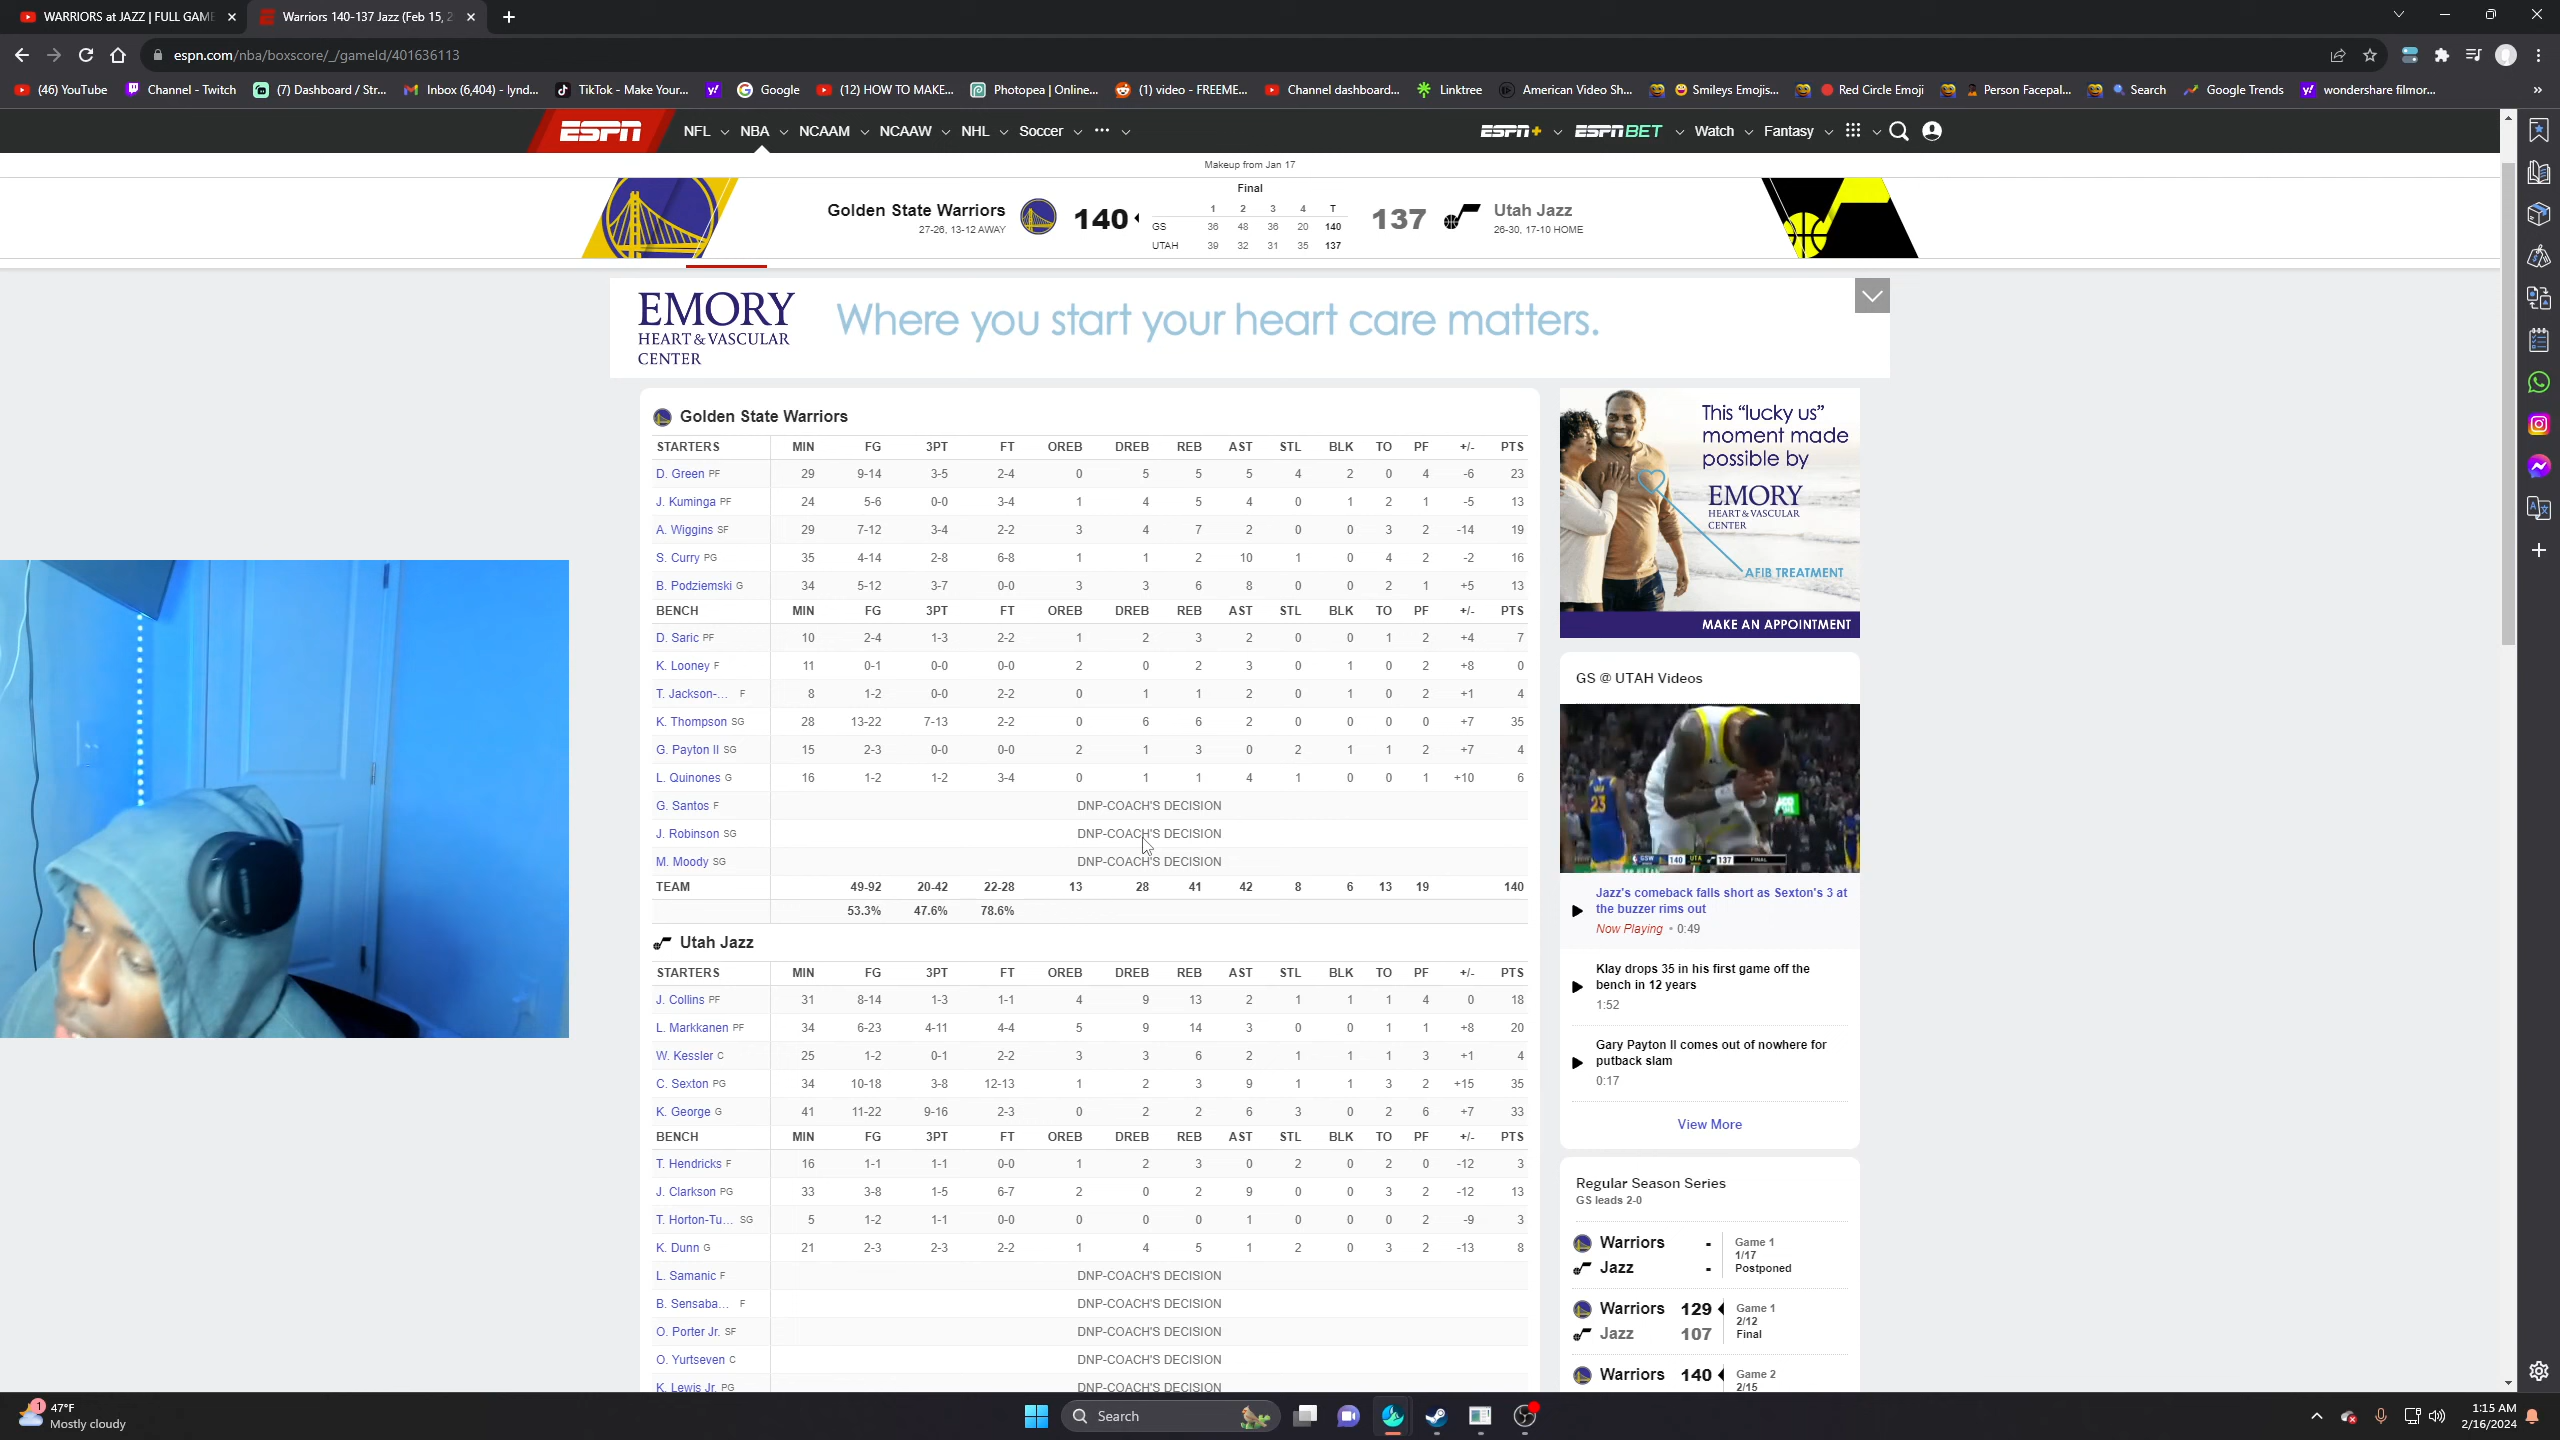 WARRIORS at JAZZ | FULL GAME
Warriors 140-137 Jazz (Feb 15, 2
espn.com/nba/boxscore/_/gameId/401636113
(46) YouTube
Channel - Twitch
(7) Dashboard / Str...
Inbox (6,404) - lynd...
TikTok - Make Your...
Google
(12) HOW TO MAKE...
Photopea | Online...
(1) video - FREEME...
Channel dashboard...
Linktree
American Video Sh...
Smileys Emojis...
Red Circle Emoji
Person Facepal...
Search
Google Trends
wondershare filmor...
ESPN NFL NBA NCAAM NCAAW NHL Soccer ••• ESPN+ ESPN BET Watch Fantasy
Makeup from Jan 17
Final
Golden State Warriors
27-26, 13-12 AWAY
140
1 2 3 4 T
GS 36 48 36 20 140
UTAH 39 32 31 35 137
137
Utah Jazz
26-30, 17-10 HOME
EMORY
HEART & VASCULAR
CENTER
Where you start your heart care matters.
Golden State Warriors
STARTERS MIN FG 3PT FT OREB DREB REB AST STL BLK TO PF +/- PTS
D. Green PF 29 9-14 3-5 2-4 0 5 5 5 4 2 0 4 -6 23
J. Kuminga PF 24 5-6 0-0 3-4 1 4 5 4 0 1 2 1 -5 13
A. Wiggins SF 29 7-12 3-4 2-2 3 4 7 2 0 0 3 2 -14 19
S. Curry PG 35 4-14 2-8 6-8 1 1 2 10 1 0 4 2 -2 16
B. Podziemski G 34 5-12 3-7 0-0 3 3 6 8 0 0 2 1 +5 13
BENCH MIN FG 3PT FT OREB DREB REB AST STL BLK TO PF +/- PTS
D. Saric PF 10 2-4 1-3 2-2 1 2 3 2 0 0 1 2 +4 7
K. Looney F 11 0-1 0-0 0-0 2 0 2 3 0 1 0 2 +8 0
T. Jackson-... F 8 1-2 0-0 2-2 0 1 1 2 0 1 0 2 +1 4
K. Thompson SG 28 13-22 7-13 2-2 0 6 6 2 0 0 0 0 +7 35
G. Payton II SG 15 2-3 0-0 0-0 2 1 3 0 2 1 1 2 +7 4
L. Quinones G 16 1-2 1-2 3-4 0 1 1 4 1 0 0 1 +10 6
G. Santos F DNP-COACH'S DECISION
J. Robinson SG DNP-COACH'S DECISION
M. Moody SG DNP-COACH'S DECISION
TEAM 49-92 20-42 22-28 13 28 41 42 8 6 13 19 140
53.3% 47.6% 78.6%
Utah Jazz
STARTERS MIN FG 3PT FT OREB DREB REB AST STL BLK TO PF +/- PTS
J. Collins PF 31 8-14 1-3 1-1 4 9 13 2 1 1 1 4 0 18
L. Markkanen PF 34 6-23 4-11 4-4 5 9 14 3 0 0 1 1 +8 20
W. Kessler C 25 1-2 0-1 2-2 3 3 6 2 1 1 1 3 +1 4
C. Sexton PG 34 10-18 3-8 12-13 1 2 3 9 1 1 3 2 +15 35
K. George G 41 11-22 9-16 2-3 0 2 2 6 3 0 2 6 +7 33
BENCH MIN FG 3PT FT OREB DREB REB AST STL BLK TO PF +/- PTS
T. Hendricks F 16 1-1 1-1 0-0 1 2 3 0 2 0 2 0 -12 3
J. Clarkson PG 33 3-8 1-5 6-7 2 0 2 9 0 0 3 2 -12 13
T. Horton-Tu... SG 5 1-2 1-1 0-0 0 0 0 1 0 0 0 2 -9 3
K. Dunn G 21 2-3 2-3 2-2 1 4 5 1 2 0 3 2 -13 8
L. Samanic F DNP-COACH'S DECISION
B. Sensaba... F DNP-COACH'S DECISION
O. Porter Jr. SF DNP-COACH'S DECISION
O. Yurtseven C DNP-COACH'S DECISION
K. Lewis Jr. PG DNP-COACH'S DECISION
This “lucky us”
moment made
possible by
EMORY
HEART & VASCULAR
CENTER
AFIB TREATMENT
MAKE AN APPOINTMENT
GS @ UTAH Videos
23
GSW 140 UTA 137 FINAL
Jazz's comeback falls short as Sexton's 3 at
the buzzer rims out
Now Playing • 0:49
Klay drops 35 in his first game off the
bench in 12 years
1:52
Gary Payton II comes out of nowhere for
putback slam
0:17
View More
Regular Season Series
GS leads 2-0
Warriors - Game 1
1/17
Jazz - Postponed
Warriors 129 Game 1
2/12
Jazz 107 Final
Warriors 140 Game 2
2/15
1
47°F
Mostly cloudy
Search
1:15 AM
2/16/2024